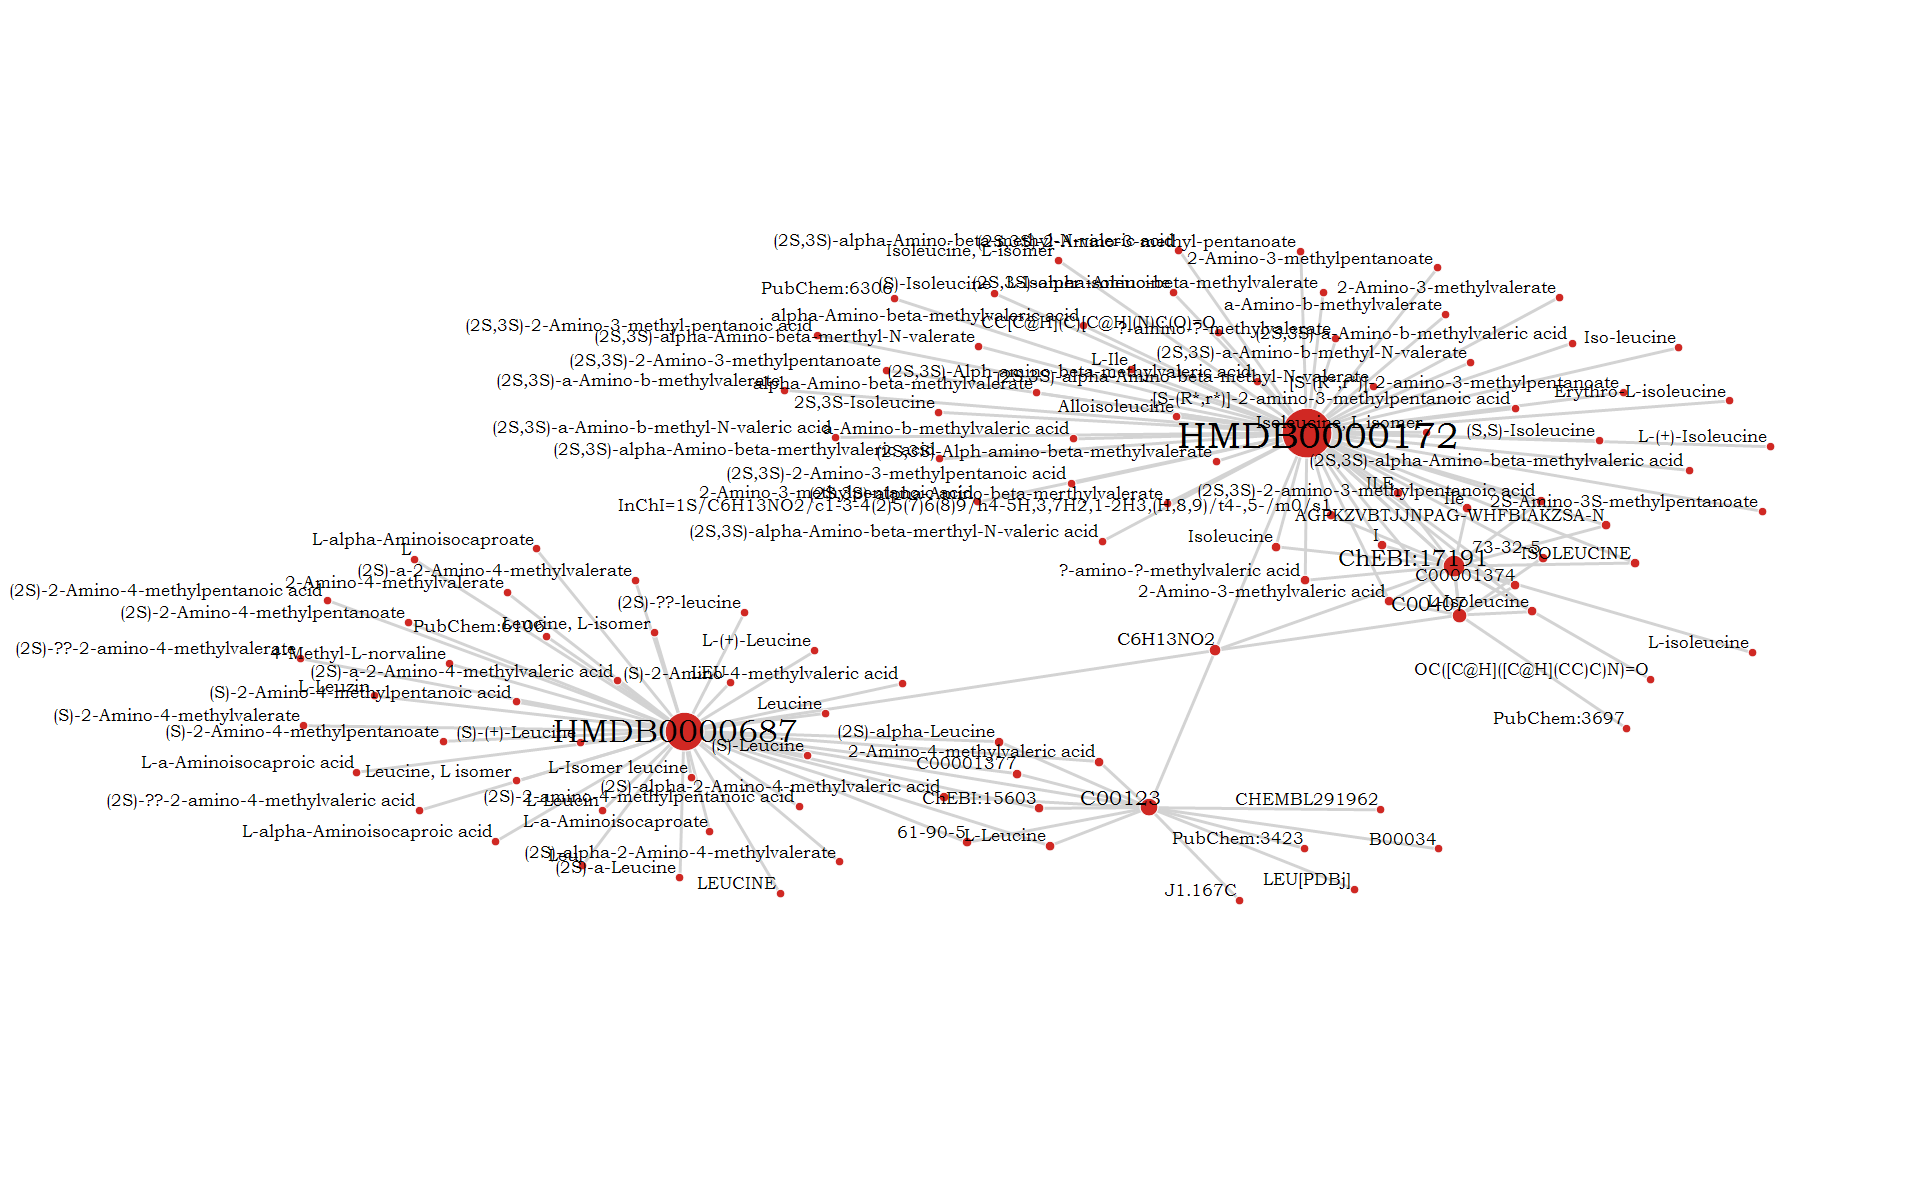 (2S,3S)-alpha-Amino-beta-methyl-N-valeric acid
(2S,3S)-2-Amino-3-methyl-pentanoate
Isoleucine, L-isomer
2-Amino-3-methylpentanoate
PubChem:6306
(S)-Isoleucine
L-Isomer isoleucine
(2S,3S)-alpha-Amino-beta-methylvalerate
2-Amino-3-methylvalerate
a-Amino-b-methylvalerate
alpha-Amino-beta-methylvaleric acid
CC[C@H](C)[C@H](N)C(O)=O
(2S,3S)-2-Amino-3-methyl-pentanoic acid
?-amino-?-methylvalerate
(2S,3S)-a-Amino-b-methylvaleric acid
Iso-leucine
(2S,3S)-alpha-Amino-beta-merthyl-N-valerate
(2S,3S)-a-Amino-b-methyl-N-valerate
L-Ile
(2S,3S)-2-Amino-3-methylpentanoate
(2S,3S)-Alph-amino-beta-methylvaleric acid
(2S,3S)-alpha-Amino-beta-methyl-N-valerate
(2S,3S)-a-Amino-b-methylvalerate
alpha-Amino-beta-methylvalerate
[S-(R*,r*)]-2-amino-3-methylpentanoate
Erythro-L-isoleucine
[S-(R*,r*)]-2-amino-3-methylpentanoic acid
2S,3S-Isoleucine
Alloisoleucine
Isoleucine, L isomer
(2S,3S)-a-Amino-b-methyl-N-valeric acid
a-Amino-b-methylvaleric acid
HMDB0000172
(S,S)-Isoleucine
L-(+)-Isoleucine
(2S,3S)-alpha-Amino-beta-merthylvaleric acid
(2S,3S)-Alph-amino-beta-methylvalerate
(2S,3S)-alpha-Amino-beta-methylvaleric acid
(2S,3S)-2-Amino-3-methylpentanoic acid
ILE
2-Amino-3-methylpentanoic acid
(2S,3S)-alpha-Amino-beta-merthylvalerate
(2S,3S)-2-amino-3-methylpentanoic acid
Ile
2S-Amino-3S-methylpentanoate
InChI=1S/C6H13NO2/c1-3-4(2)5(7)6(8)9/h4-5H,3,7H2,1-2H3,(H,8,9)/t4-,5-/m0/s1
AGPKZVBTJJNPAG-WHFBIAKZSA-N
(2S,3S)-alpha-Amino-beta-merthyl-N-valeric acid
Isoleucine
I
73-32-5
ISOLEUCINE
ChEBI:17191
?-amino-?-methylvaleric acid
C00001374
2-Amino-3-methylvaleric acid
C00407
L-Isoleucine
C6H13NO2
L-isoleucine
OC([C@H]([C@H](CC)C)N)=O
PubChem:3697
L-alpha-Aminoisocaproate
L
(2S)-a-2-Amino-4-methylvalerate
2-Amino-4-methylvalerate
(2S)-2-Amino-4-methylpentanoic acid
(2S)-??-leucine
(2S)-2-Amino-4-methylpentanoate
PubChem:6106
Leucine, L-isomer
L-(+)-Leucine
(2S)-??-2-amino-4-methylvalerate
4-Methyl-L-norvaline
(2S)-a-2-Amino-4-methylvaleric acid
(S)-2-Amino-4-methylvaleric acid
LEU
L-Leuzin
(S)-2-Amino-4-methylpentanoic acid
Leucine
(S)-2-Amino-4-methylvalerate
(S)-2-Amino-4-methylpentanoate
(S)-(+)-Leucine
HMDB0000687
(2S)-alpha-Leucine
(S)-Leucine
2-Amino-4-methylvaleric acid
C00001377
L-a-Aminoisocaproic acid
Leucine, L isomer
L-Isomer leucine
(2S)-alpha-2-Amino-4-methylvaleric acid
(2S)-??-2-amino-4-methylvaleric acid
(2S)-2-amino-4-methylpentanoic acid
L-Leucin
ChEBI:15603
C00123
CHEMBL291962
L-a-Aminoisocaproate
L-alpha-Aminoisocaproic acid
61-90-5
L-Leucine
PubChem:3423
B00034
(2S)-alpha-2-Amino-4-methylvalerate
Leu
(2S)-a-Leucine
LEUCINE
LEU[PDBj]
J1.167C